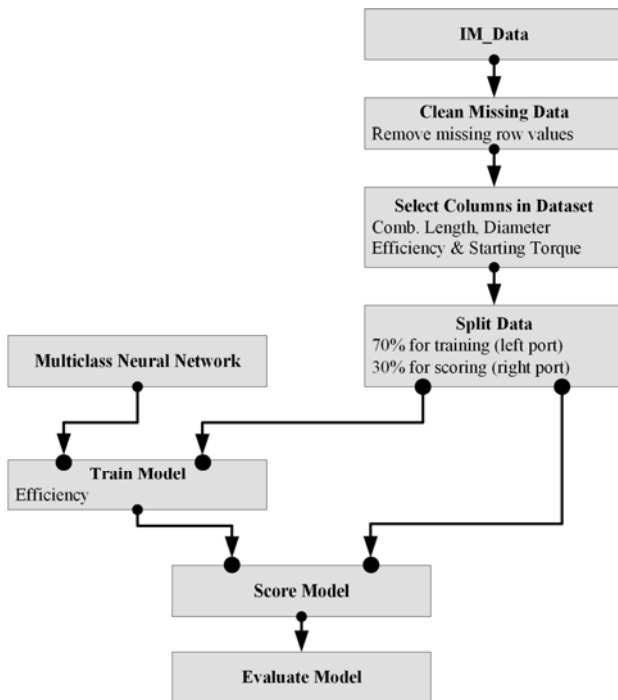 IM_Data
Clean Missing Data
Remove missing row values
Select Columns in Dataset
Comb. Length, Diameter
Efficiency & Starting Torque
Split Data
70% for training (left port)
30% for scoring (right port)
Multiclass Neural Network
Train Model
Efficiency
Score Model
Evaluate Model